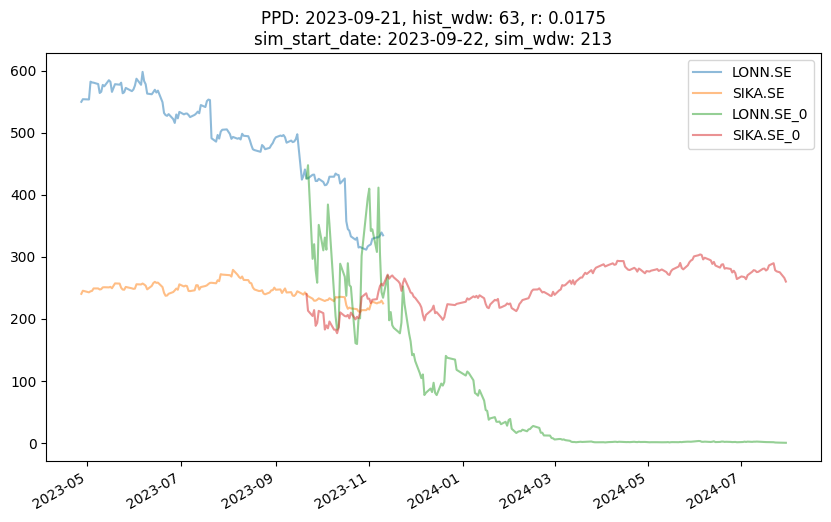 PPD: 2023-09-21, hist_wdw: 63, r: 0.0175
sim_start_date: 2023-09-22, sim_wdw: 213
LONN.SE
SIKA.SE
LONN.SE_0
SIKA.SE_0
600
500
400
300
200
100
0
2023-05
2023-07
2023-09
2023-11
2024-01
2024-03
2024-05
2024-07